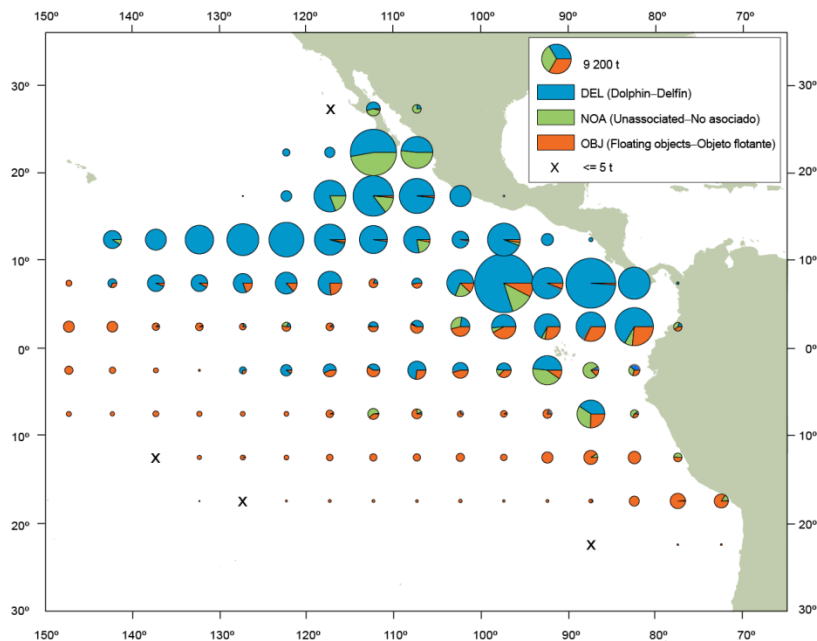 150º 140º 130º 120º 110º 100º 90º 80º 70º
30º 30º
9 200 t
DEL (Dolphin–Delfín)
NOA (Unassociated–No asociado)
OBJ (Floating objects–Objeto flotante)
X <= 5 t
X
20º 20º
10º 10º
0º 0º
10º 10º
X
20º X 20º
X
30º 30º
150º 140º 130º 120º 110º 100º 90º 80º 70º